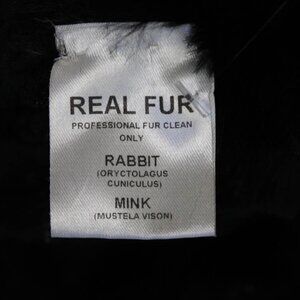 REAL FUR
PROFESSIONAL FUR CLEAN
ONLY
RABBIT
(ORYCTOLAGUS
CUNICULUS)
MINK
(MUSTELA VISON)